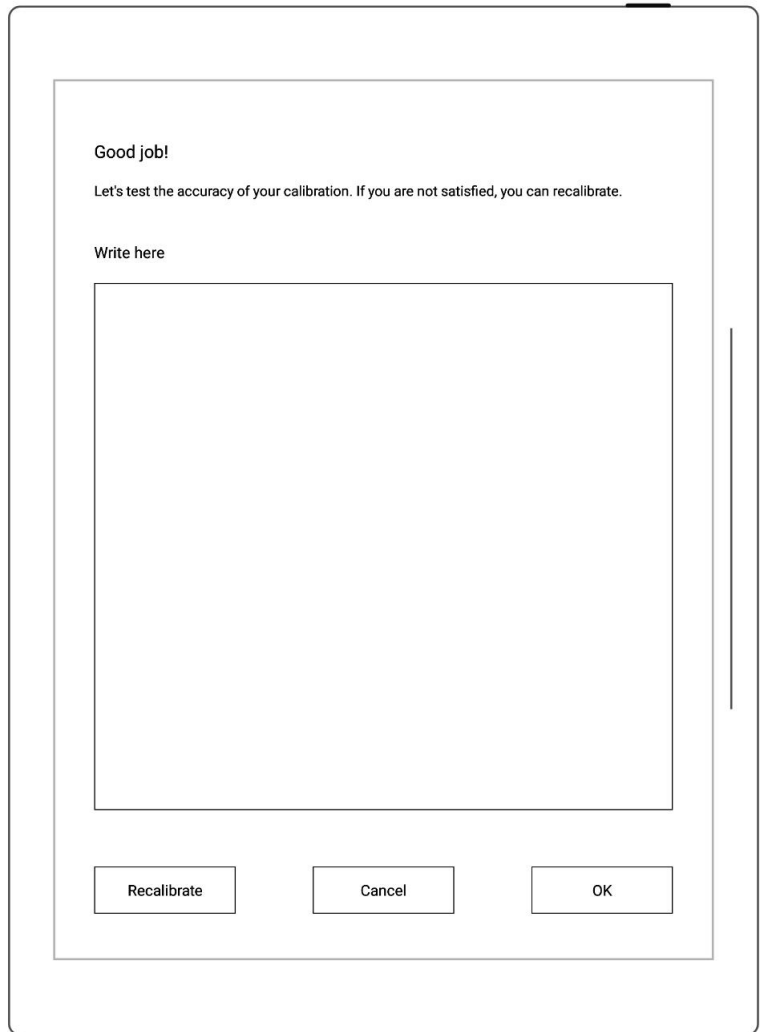 Good job!
Let's test the accuracy of your calibration. If you are not satisfied, you can recalibrate.
Write here
Recalibrate
Cancel
OK